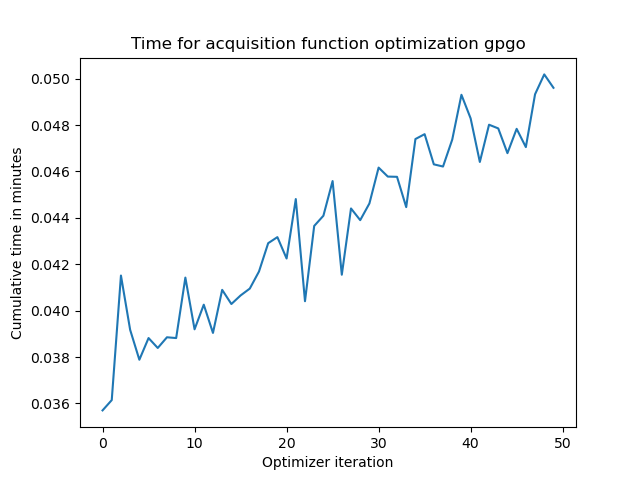 Time for acquisition function optimization gpgo
0.050
0.048
0.046
0.044
0.042
0.040
0.038
0.036
Cumulative time in minutes
0 10 20 30 40 50
Optimizer iteration